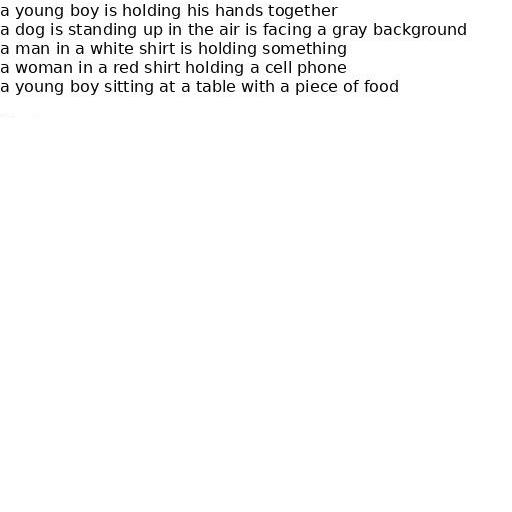 a young boy is holding his hands together
a dog is standing up in the air is facing a gray background
a man in a white shirt is holding something
a woman in a red shirt holding a cell phone
a young boy sitting at a table with a piece of food